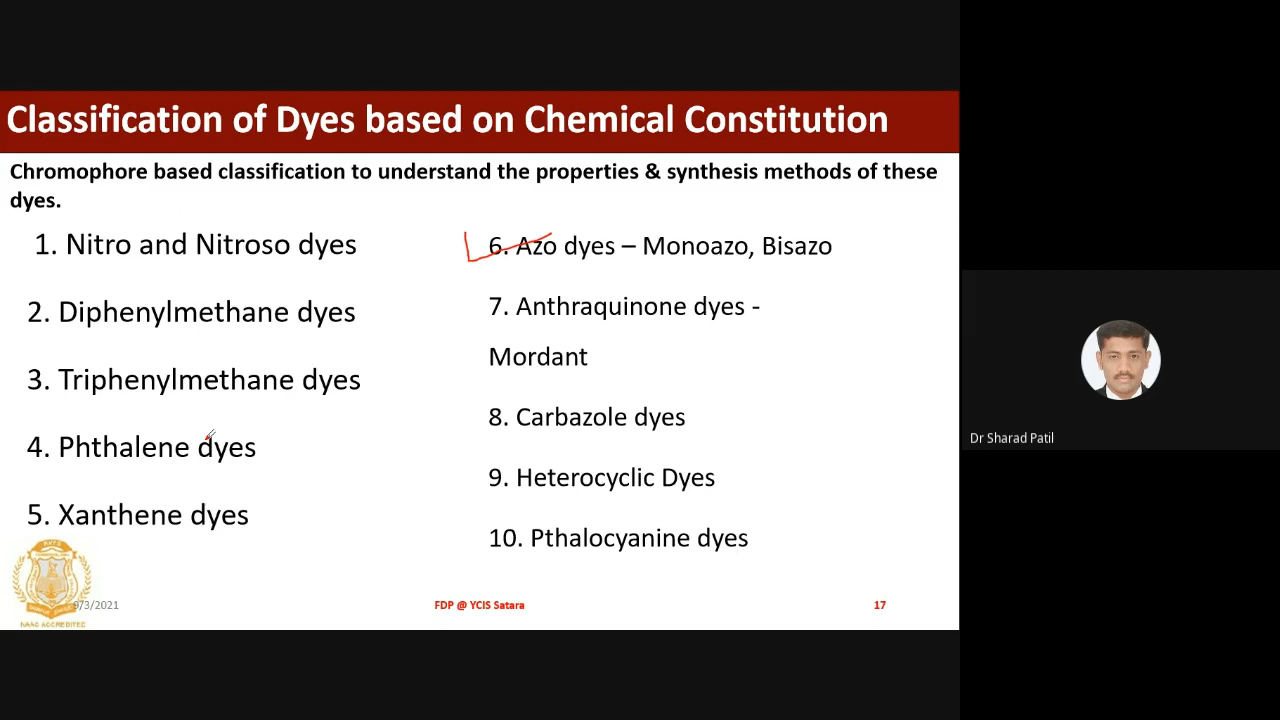 Classification of Dyes based on Chemical Constitution
Chromophore based classification to understand the properties & synthesis methods of these
dyes.
1. Nitro and Nitroso dyes
2. Diphenylmethane dyes
3. Triphenylmethane dyes
4. Phthalene dyes
5. Xanthene dyes
6. Azo dyes – Monoazo, Bisazo
7. Anthraquinone dyes -
Mordant
8. Carbazole dyes
9. Heterocyclic Dyes
10. Pthalocyanine dyes
NAAC ACCREDITED
9/3/2021
FDP @ YCIS Satara
17
Dr Sharad Patil